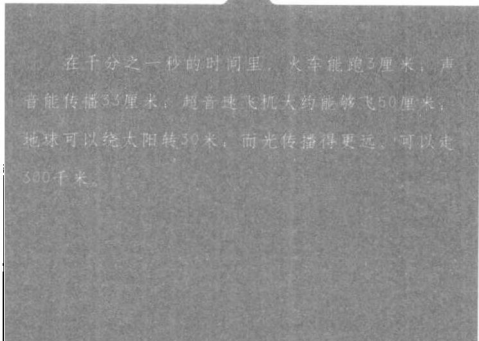 在千分之一秒的时间里，火车能跑3厘米，声
音能传播33厘米，超音速飞机大约能够飞50厘米，
地球可以绕太阳转30米，而光传播得更远，可以走
300千米。